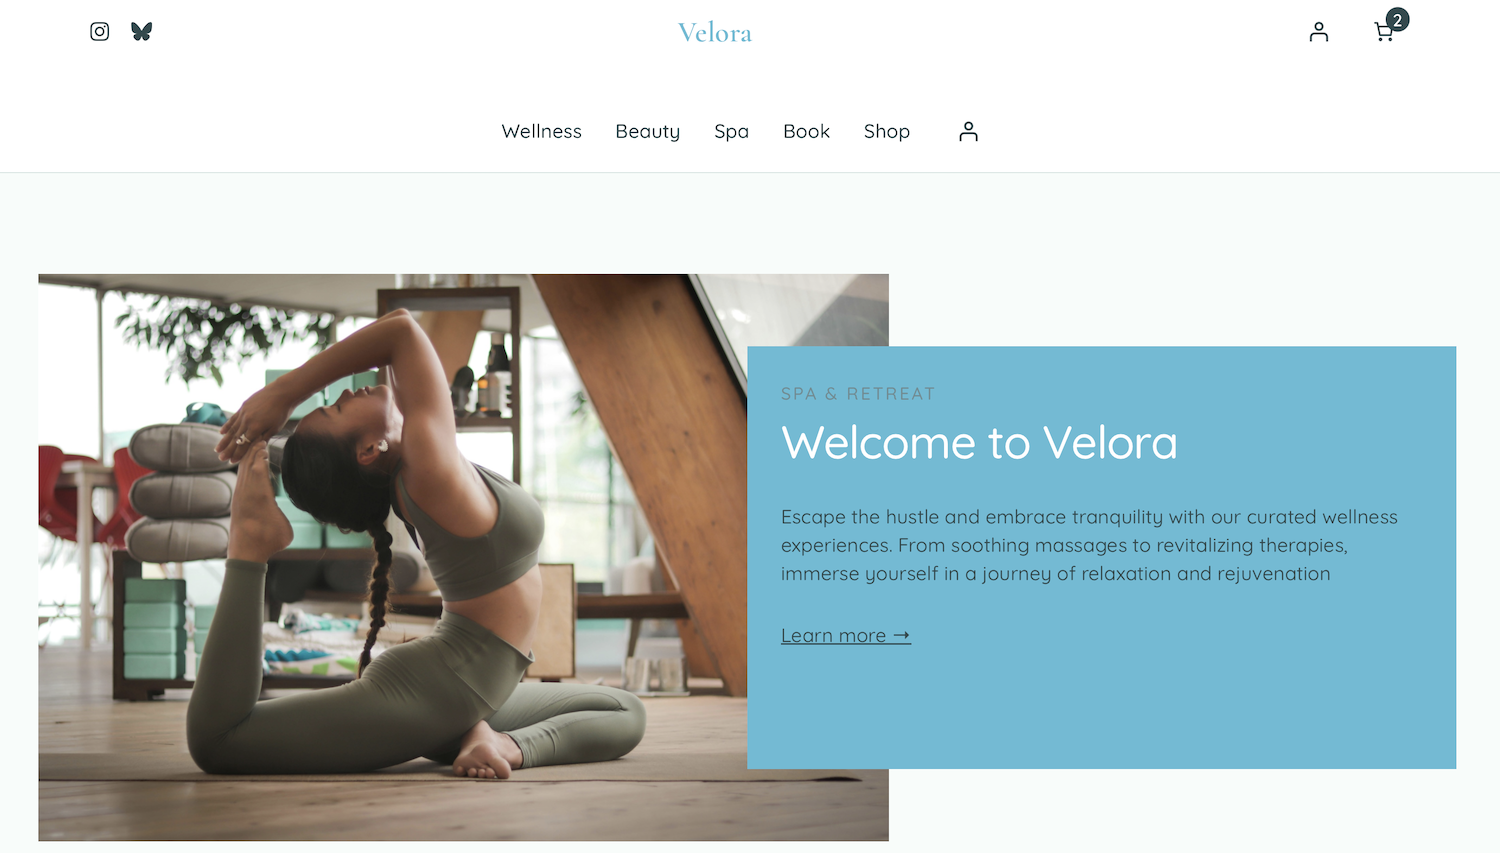 Velora
2
Wellness Beauty Spa Book Shop
SPA & RETREAT
Welcome to Velora
Escape the hustle and embrace tranquility with our curated wellness
experiences. From soothing massages to revitalizing therapies,
immerse yourself in a journey of relaxation and rejuvenation
Learn more →